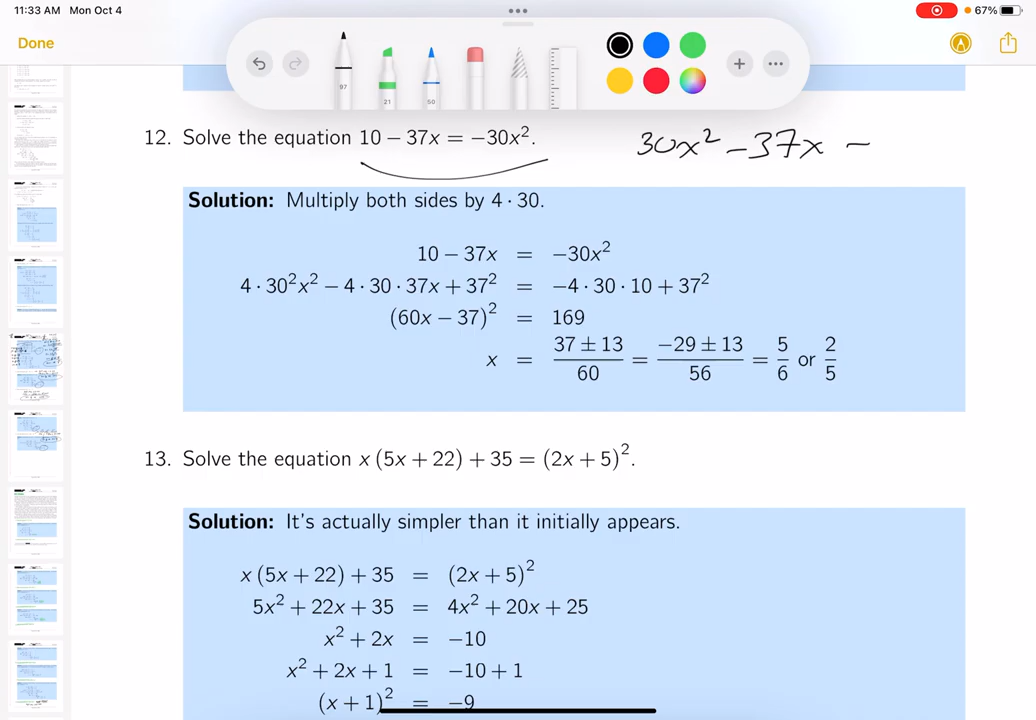 11:33 AM Mon Oct 4
67%
Done
97
21
50
12. Solve the equation 10 − 37x = −30x². 30x² − 37x −
Solution: Multiply both sides by 4 · 30.
10 − 37x = −30x²
4 · 30²x² − 4 · 30 · 37x + 37² = −4 · 30 · 10 + 37²
(60x − 37)² = 169
x = (37 ± 13)/60 = (−29 ± 13)/56 = 5/6 or 2/5
13. Solve the equation x (5x + 22) + 35 = (2x + 5)².
Solution: It's actually simpler than it initially appears.
x (5x + 22) + 35 = (2x + 5)²
5x² + 22x + 35 = 4x² + 20x + 25
x² + 2x = −10
x² + 2x + 1 = −10 + 1
(x + 1)² = −9